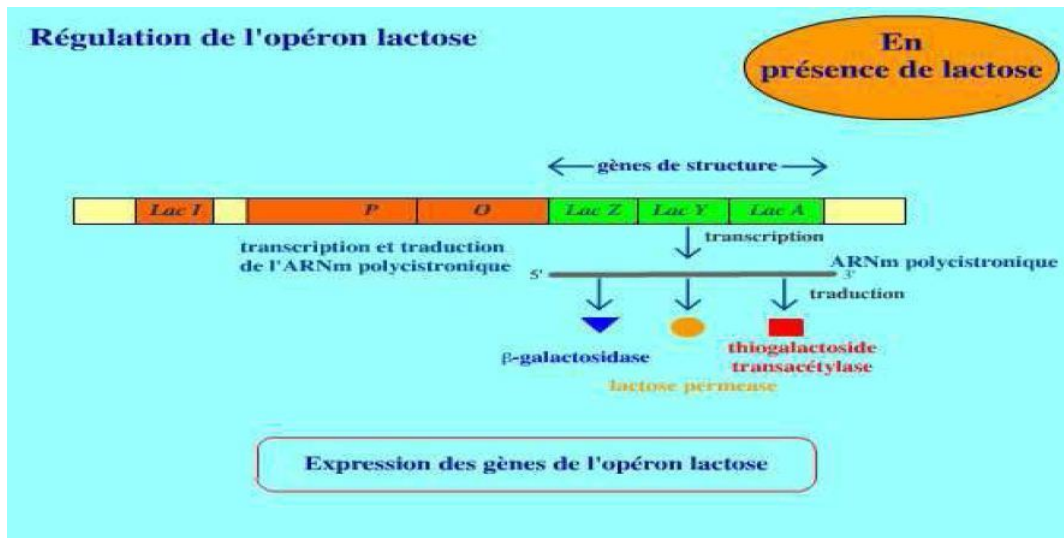 Régulation de l'opéron lactose
En
présence de lactose
gènes de structure
Lac I
P
O
Lac Z
Lac Y
Lac A
transcription et traduction
de l'ARNm polycistronique
transcription
5'
3'
ARNm polycistronique
traduction
β-galactosidase
lactose perméase
thiogalactoside
transacétylase
Expression des gènes de l'opéron lactose